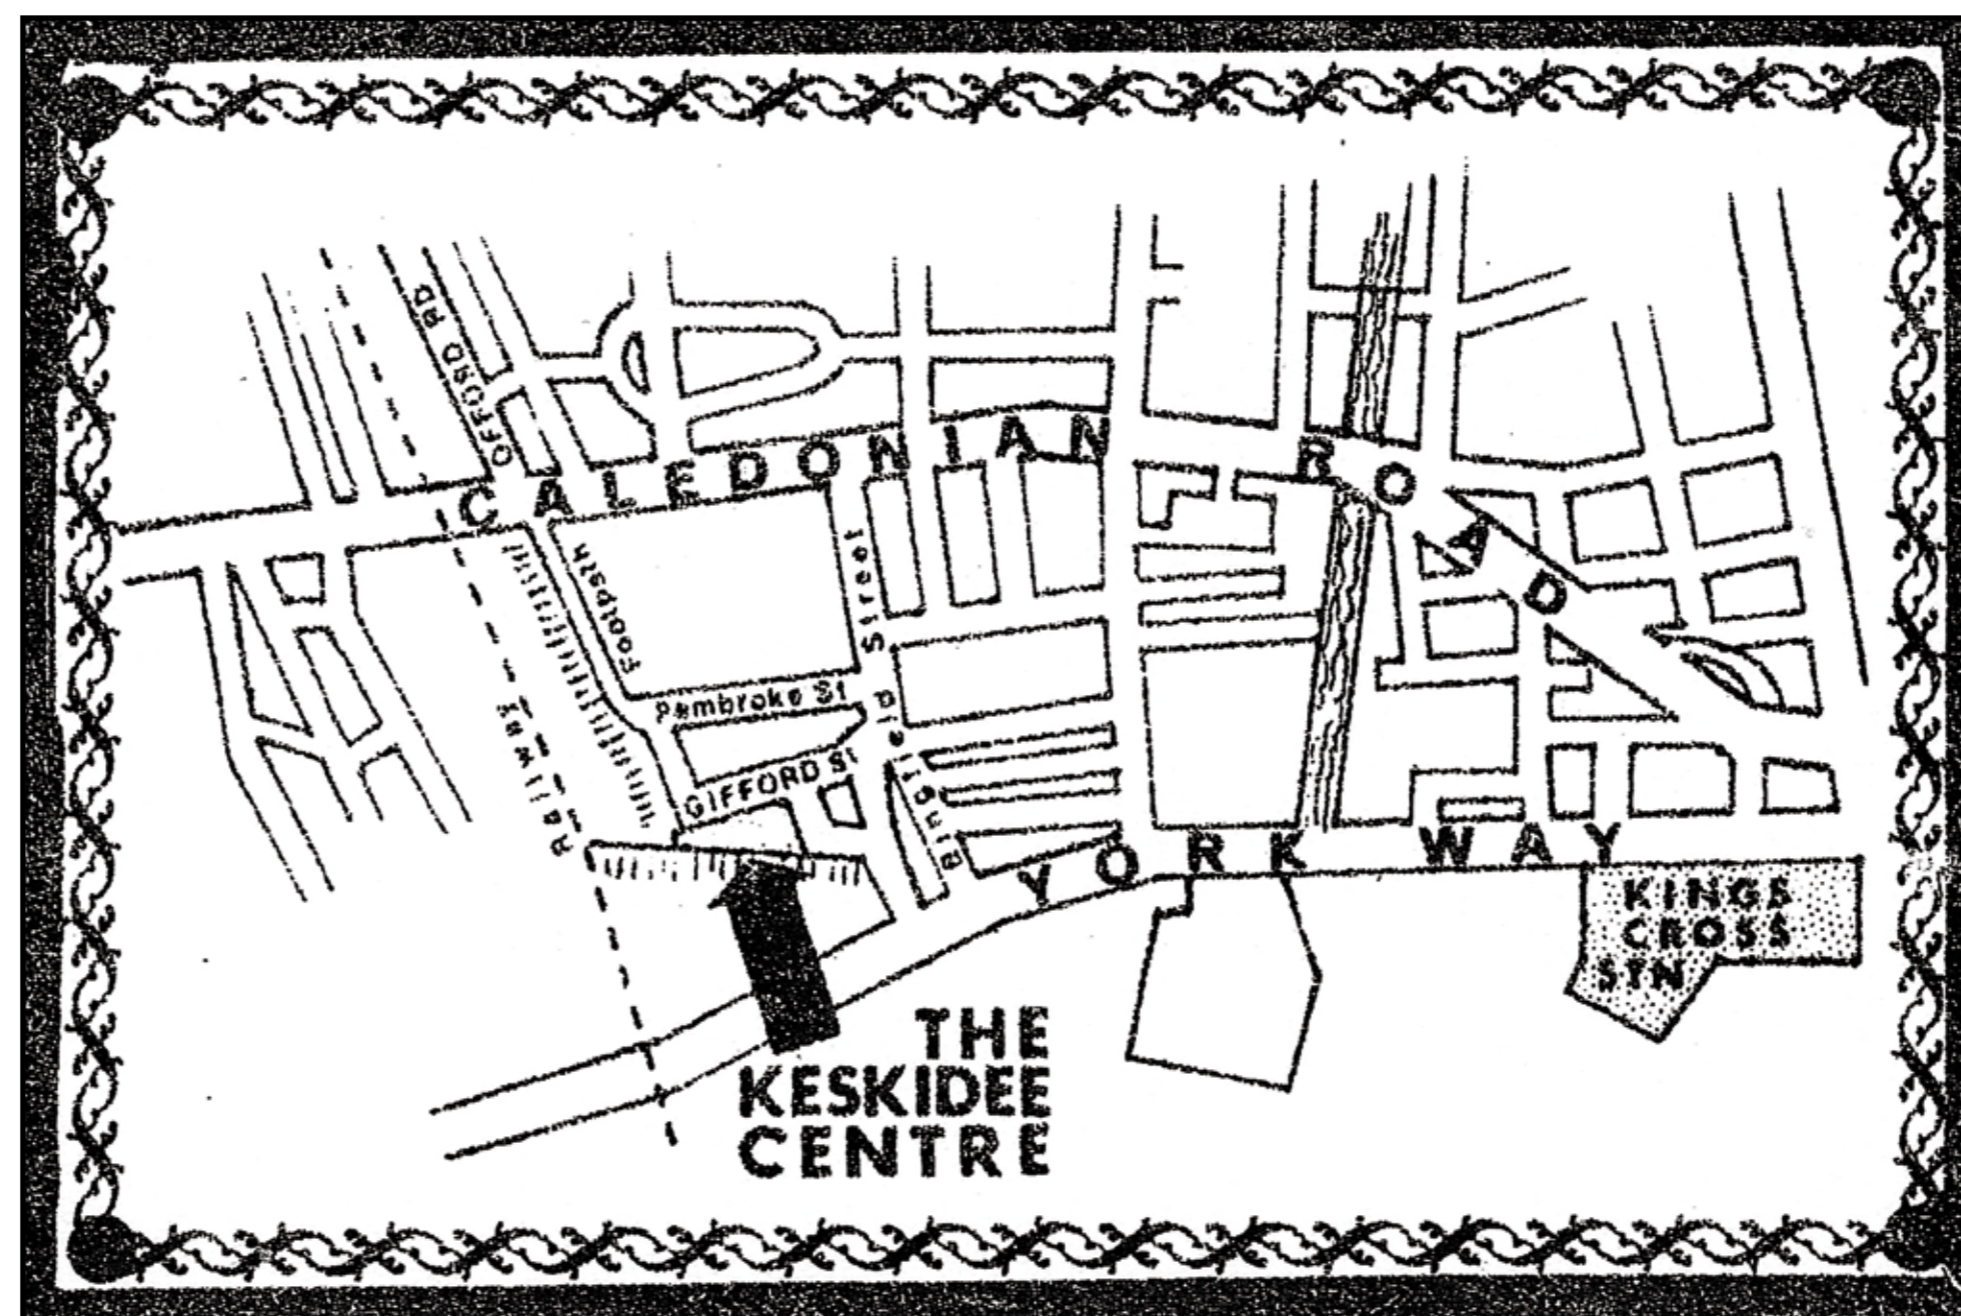 OFFORD RD
CALEDONIAN ROAD
Footpath
Street
Pembroke St
Bingfield
GIFFORD St
Railway
YORK WAY
KINGS
CROSS
STN
THE
KESKIDEE
CENTRE